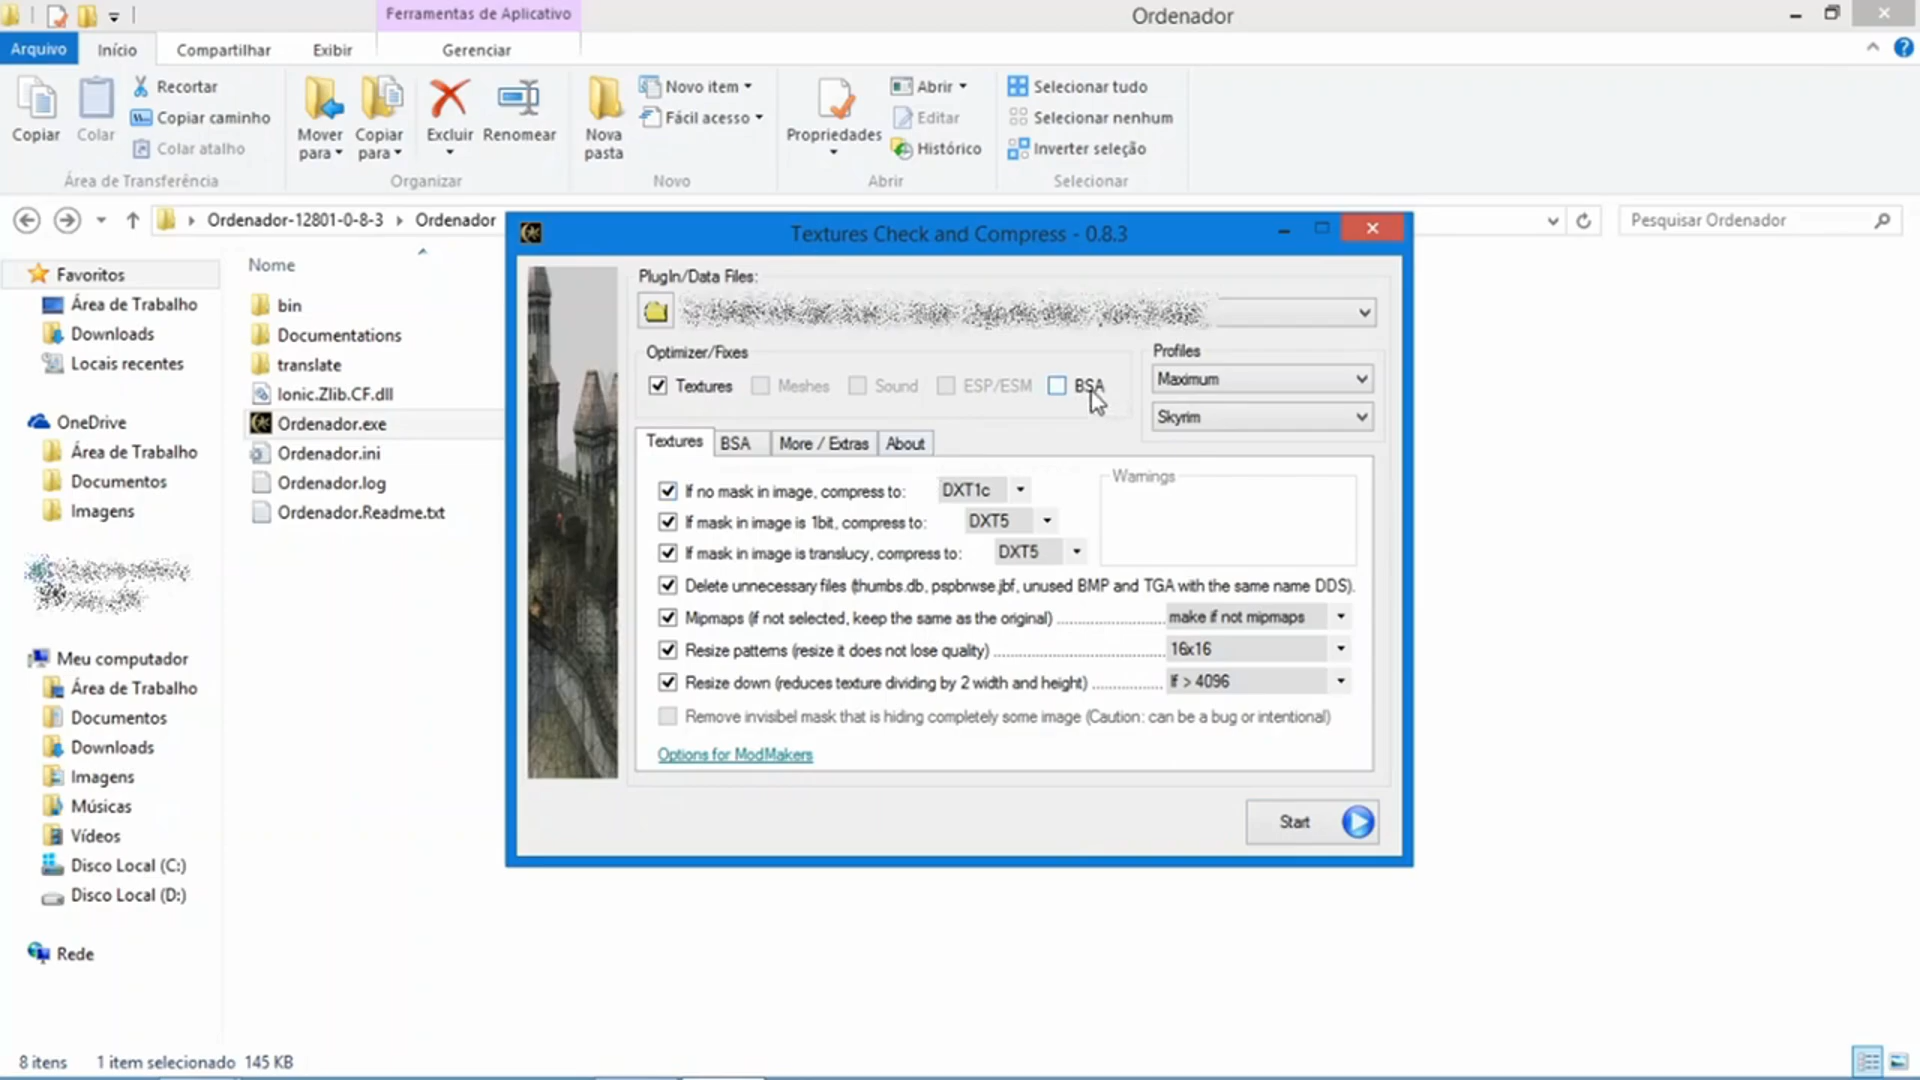 Ferramentas de Aplicativo
Ordenador
Arquivo
Início
Compartilhar
Exibir
Gerenciar
Copiar
Colar
Recortar
Copiar caminho
Colar atalho
Área de Transferência
Mover para
Copiar para
Excluir
Renomear
Organizar
Nova pasta
Novo item
Fácil acesso
Novo
Propriedades
Abrir
Editar
Histórico
Abrir
Selecionar tudo
Selecionar nenhum
Inverter seleção
Selecionar
Ordenador-12801-0-8-3
Ordenador
Pesquisar Ordenador
Favoritos
Área de Trabalho
Downloads
Locais recentes
OneDrive
Área de Trabalho
Documentos
Imagens
Meu computador
Área de Trabalho
Documentos
Downloads
Imagens
Músicas
Vídeos
Disco Local (C:)
Disco Local (D:)
Rede
Nome
bin
Documentations
translate
Ionic.Zlib.CF.dll
Ordenador.exe
Ordenador.ini
Ordenador.log
Ordenador.Readme.txt
Textures Check and Compress - 0.8.3
PlugIn/Data Files:
Optimizer/Fixes
Textures
Meshes
Sound
ESP/ESM
BSA
Profiles
Maximum
Skyrim
Textures
BSA
More / Extras
About
If no mask in image, compress to: DXT1c
If mask in image is 1bit, compress to: DXT5
If mask in image is translucy, compress to: DXT5
Warnings
Delete unnecessary files (thumbs.db, pspbrwse.jbf, unused BMP and TGA with the same name DDS).
Mipmaps (if not selected, keep the same as the original) ........................ make if not mipmaps
Resize patterns (resize it does not lose quality) ...................................... 16x16
Resize down (reduces texture dividing by 2 width and height) ............... If > 4096
Remove invisibel mask that is hiding completely some image (Caution: can be a bug or intentional)
Options for ModMakers
Start
8 itens
1 item selecionado 145 KB